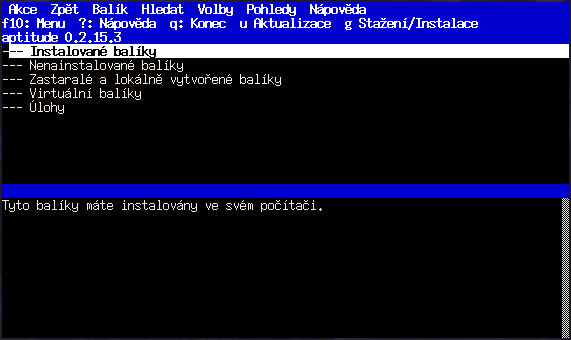 Akce Zpět Balík Hledat Volby Pohledy Nápověda
f10: Menu ?: Nápověda q: Konec u Aktualizace g Stažení/Instalace
aptitude 0.2.15.3
--- Instalované balíky
--- Nenainstalované balíky
--- Zastaralé a lokálně vytvořené balíky
--- Virtuální balíky
--- Úlohy
Tyto balíky máte instalovány ve svém počítači.